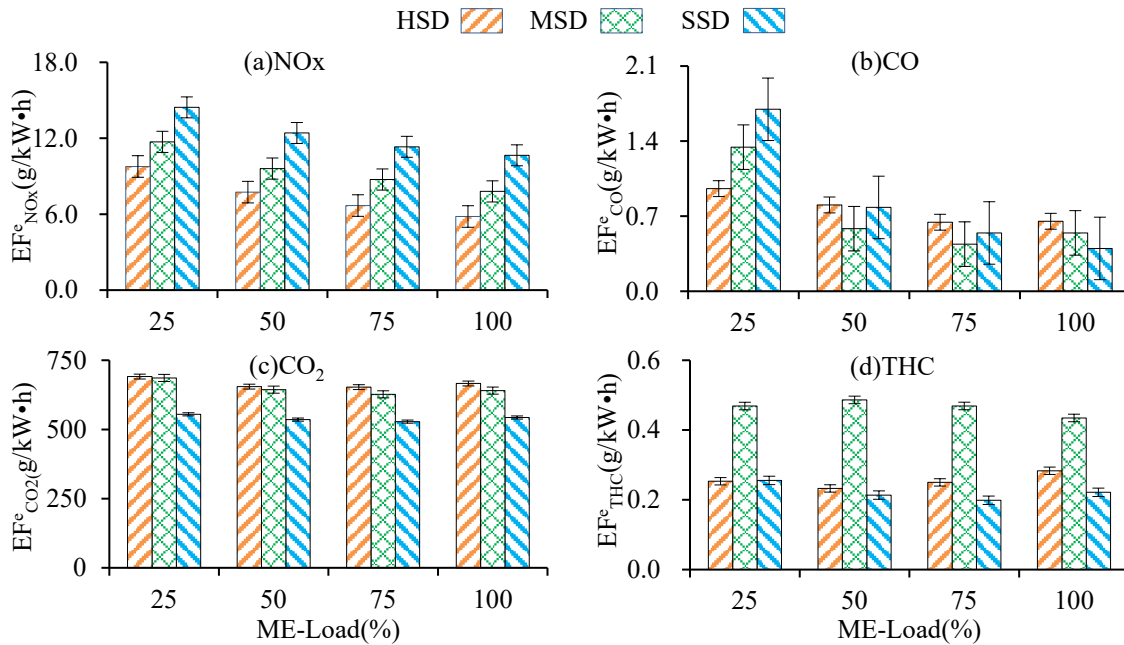 HSD MSD SSD
(a)NOx
EFᵉNOx(g/kW•h)
18.0
12.0
6.0
0.0
25 50 75 100
(b)CO
EFᵉCO(g/kW•h)
2.1
1.4
0.7
0.0
25 50 75 100
(c)CO₂
EFᵉCO2(g/kW•h)
750
500
250
0
25 50 75 100
ME-Load(%)
(d)THC
EFᵉTHC(g/kW•h)
0.6
0.4
0.2
0.0
25 50 75 100
ME-Load(%)